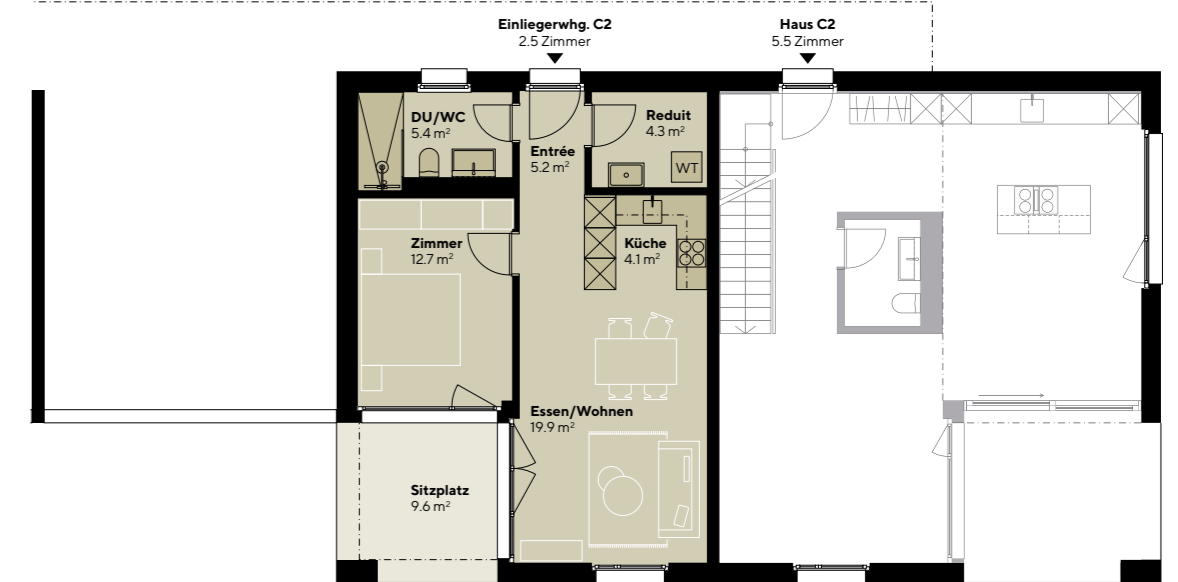 Einliegerwhg. C2
2.5 Zimmer
Haus C2
5.5 Zimmer
DU/WC
5.4 m²
Entrée
5.2 m²
Reduit
4.3 m²
WT
Zimmer
12.7 m²
Küche
4.1 m²
Essen/Wohnen
19.9 m²
Sitzplatz
9.6 m²